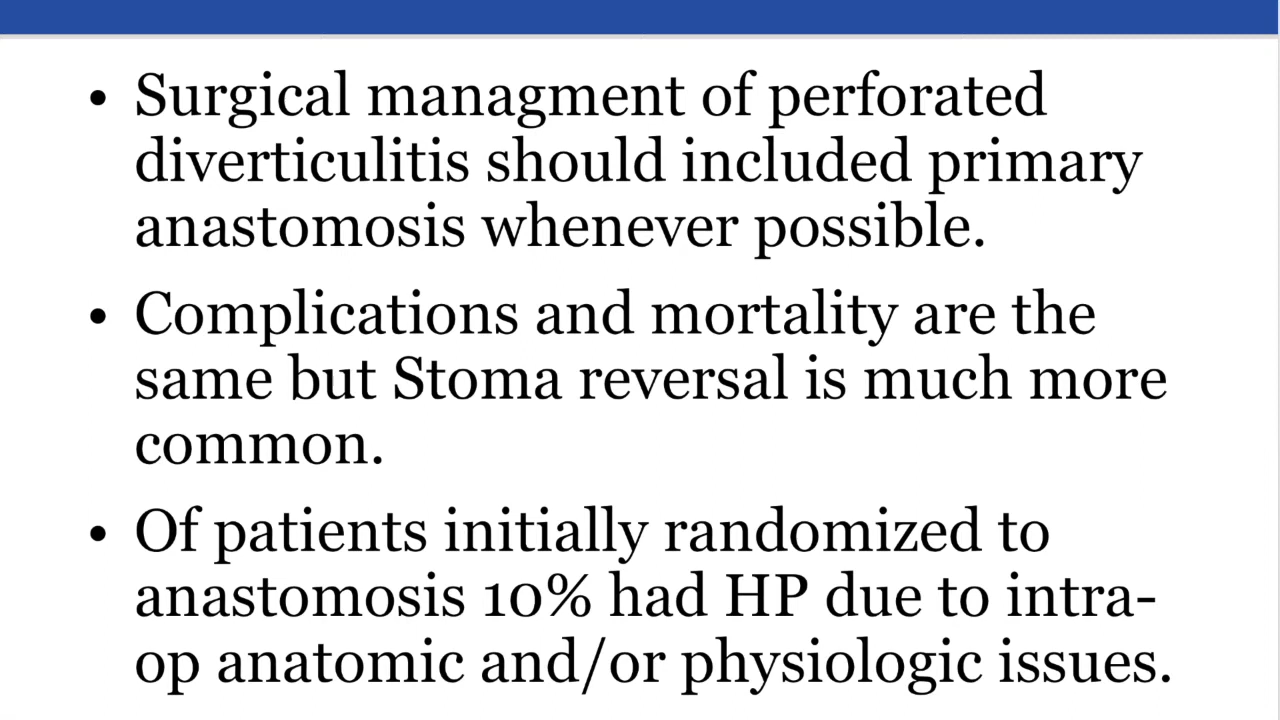 • Surgical managment of perforated
diverticulitis should included primary
anastomosis whenever possible.
• Complications and mortality are the
same but Stoma reversal is much more
common.
• Of patients initially randomized to
anastomosis 10% had HP due to intra-
op anatomic and/or physiologic issues.